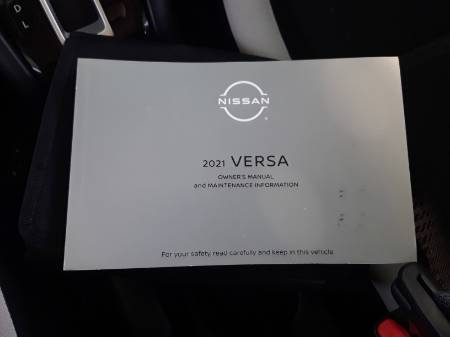 D
L
NISSAN
2021 VERSA
OWNER'S MANUAL
and MAINTENANCE INFORMATION
For your safety, read carefully and keep in this vehicle.